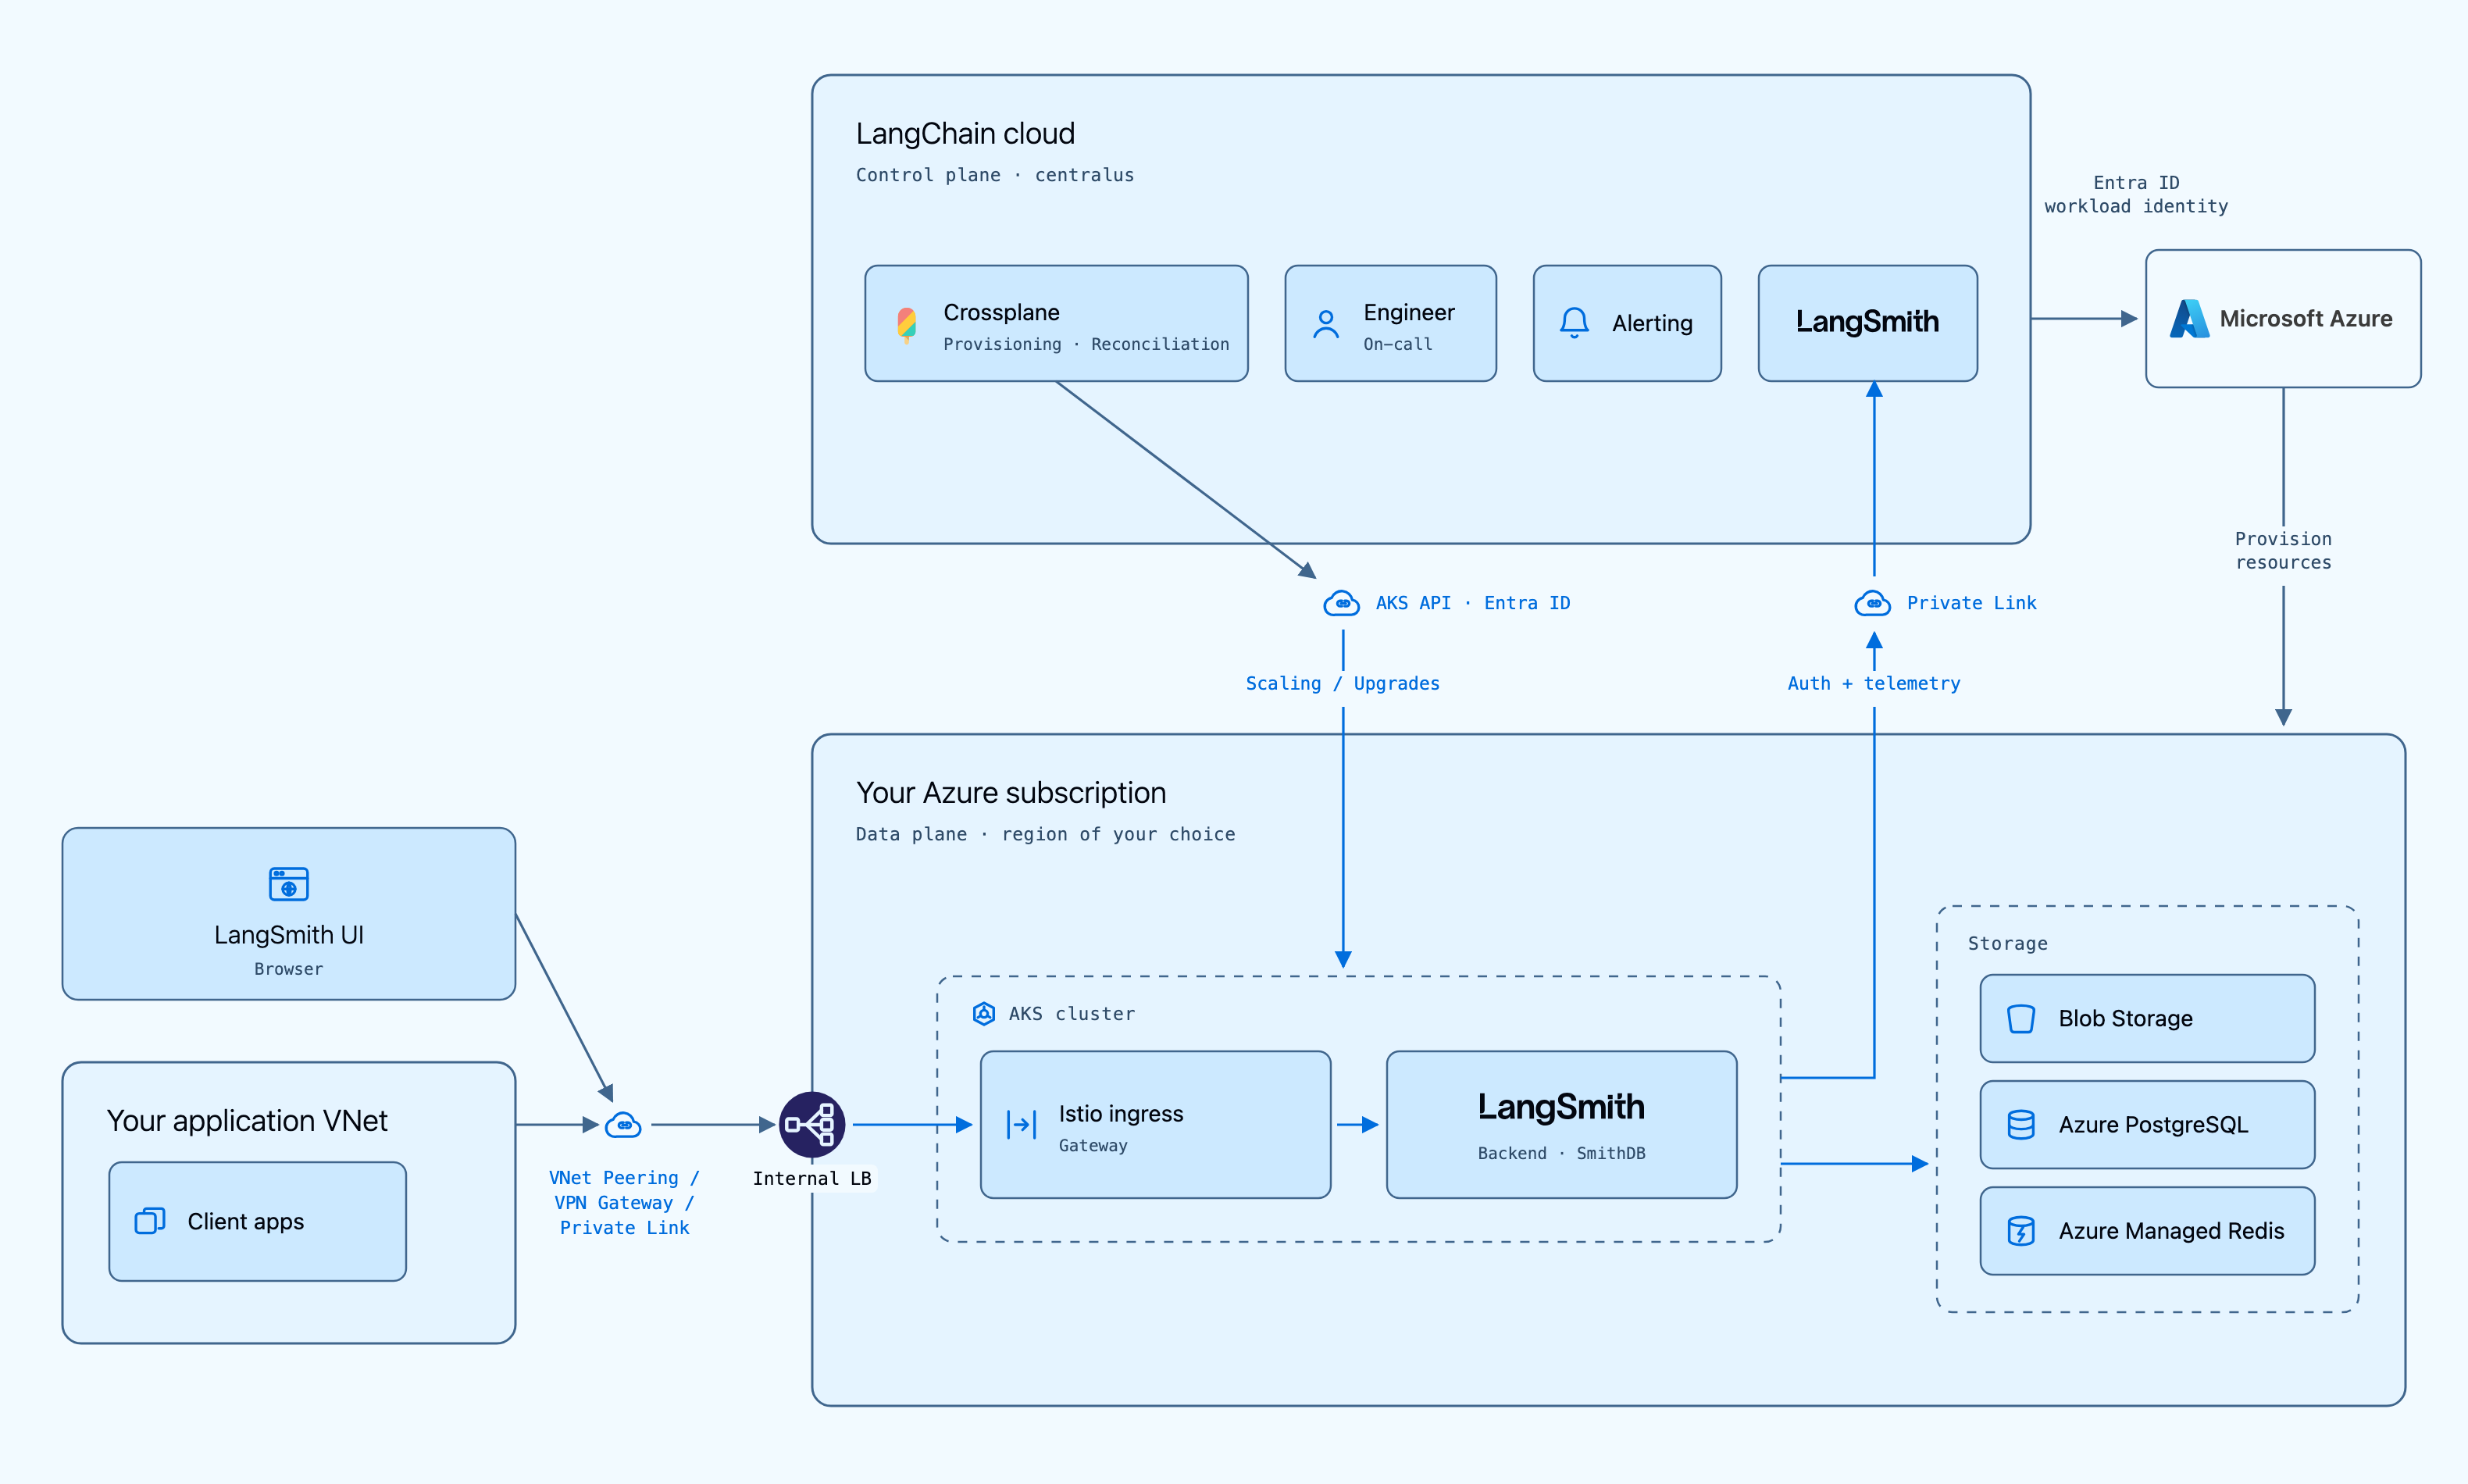 LangChain cloud
Control plane · centralus
Entra ID
workload identity
Crossplane
Provisioning · Reconciliation
Engineer
On-call
Alerting
LangSmith
Microsoft Azure
Provision
resources
AKS API · Entra ID
Private Link
Scaling / Upgrades
Auth + telemetry
Your Azure subscription
Data plane · region of your choice
LangSmith UI
Browser
Your application VNet
Client apps
VNet Peering /
VPN Gateway /
Private Link
Internal LB
AKS cluster
Istio ingress
Gateway
LangSmith
Backend · SmithDB
Storage
Blob Storage
Azure PostgreSQL
Azure Managed Redis